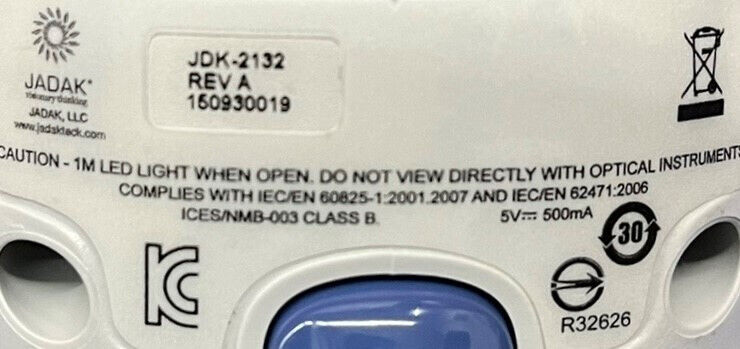 JADAK
visionary thinking
JADAK, LLC
www.jadaktech.com
JDK-2132
REV A
150930019
CAUTION - 1M LED LIGHT WHEN OPEN. DO NOT VIEW DIRECTLY WITH OPTICAL INSTRUMENTS
COMPLIES WITH IEC/EN 60825-1:2001.2007 AND IEC/EN 62471:2006
ICES/NMB-003 CLASS B.
5V⎓ 500mA
30
KC
R32626